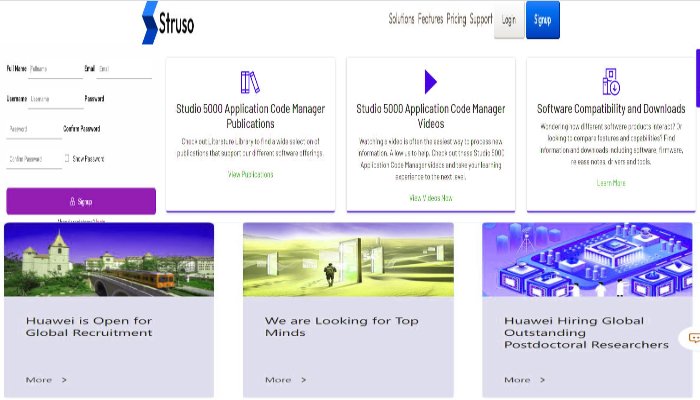 Struso
Solutions Features Pricing Support Login Signup
Full Name Fullname Email Email
Username Username Password
Password Confirm Password
Confirm Password Show Password
Signup
Studio 5000 Application Code Manager
Publications
Check out Literature Library to find a wide selection of
publications that support our different software offerings.
View Publications
Studio 5000 Application Code Manager
Videos
Watching a video is often the easiest way to process new
information. Allow us to help. Check out these Studio 5000
Application Code Manager videos and take your learning
experience to the next level.
View Videos Now
Software Compatibility and Downloads
Wondering how different software products interact? Or
looking to compare features and capabilities? Find
information and downloads including software, firmware,
release notes, drivers and tools.
Learn More
Huawei is Open for
Global Recruitment
More >
We are Looking for Top
Minds
More >
Huawei Hiring Global
Outstanding
Postdoctoral Researchers
More >